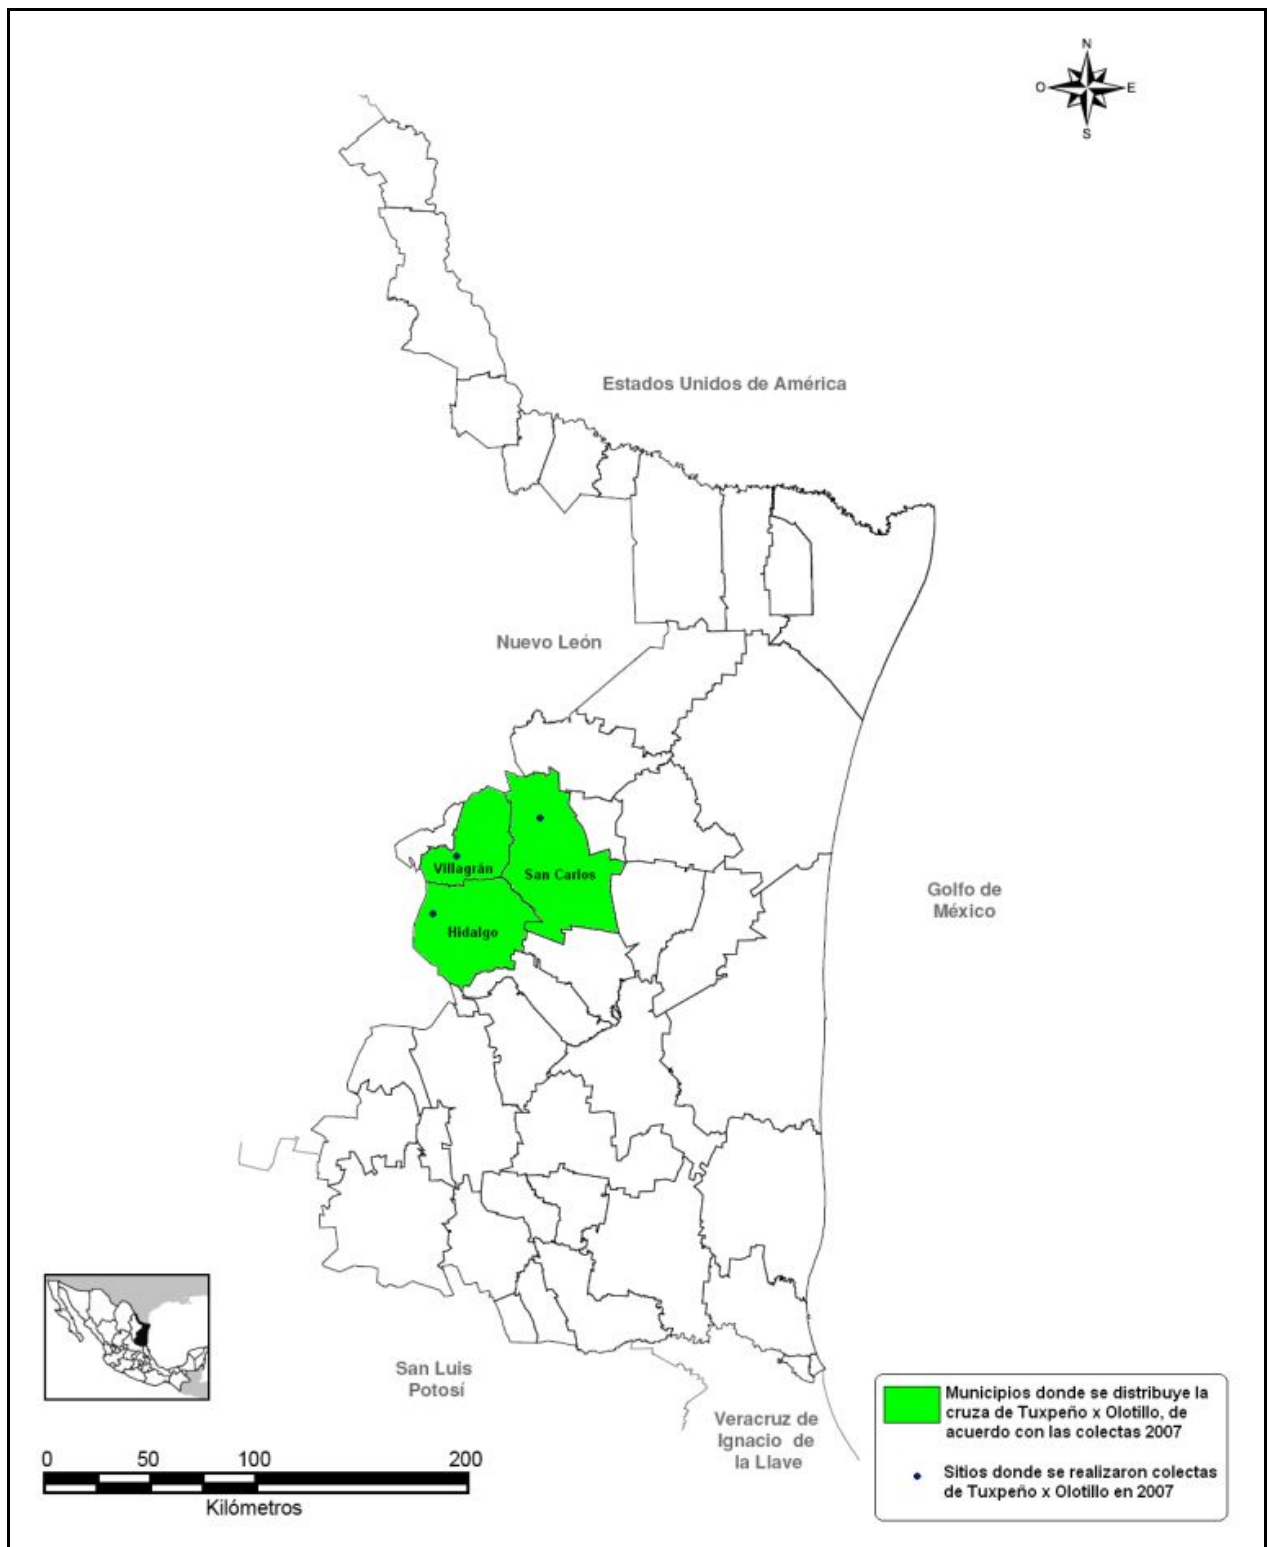 N
O
E
S
Estados Unidos de América
Nuevo León
Villagrán
San Carlos
Hidalgo
Golfo de
México
San Luis
Potosí
Veracruz de
Ignacio de
la Llave
0 50 100 200
Kilómetros
Municipios donde se distribuye la
cruza de Tuxpeño x Olotillo, de
acuerdo con las colectas 2007
Sitios donde se realizaron colectas
de Tuxpeño x Olotillo en 2007